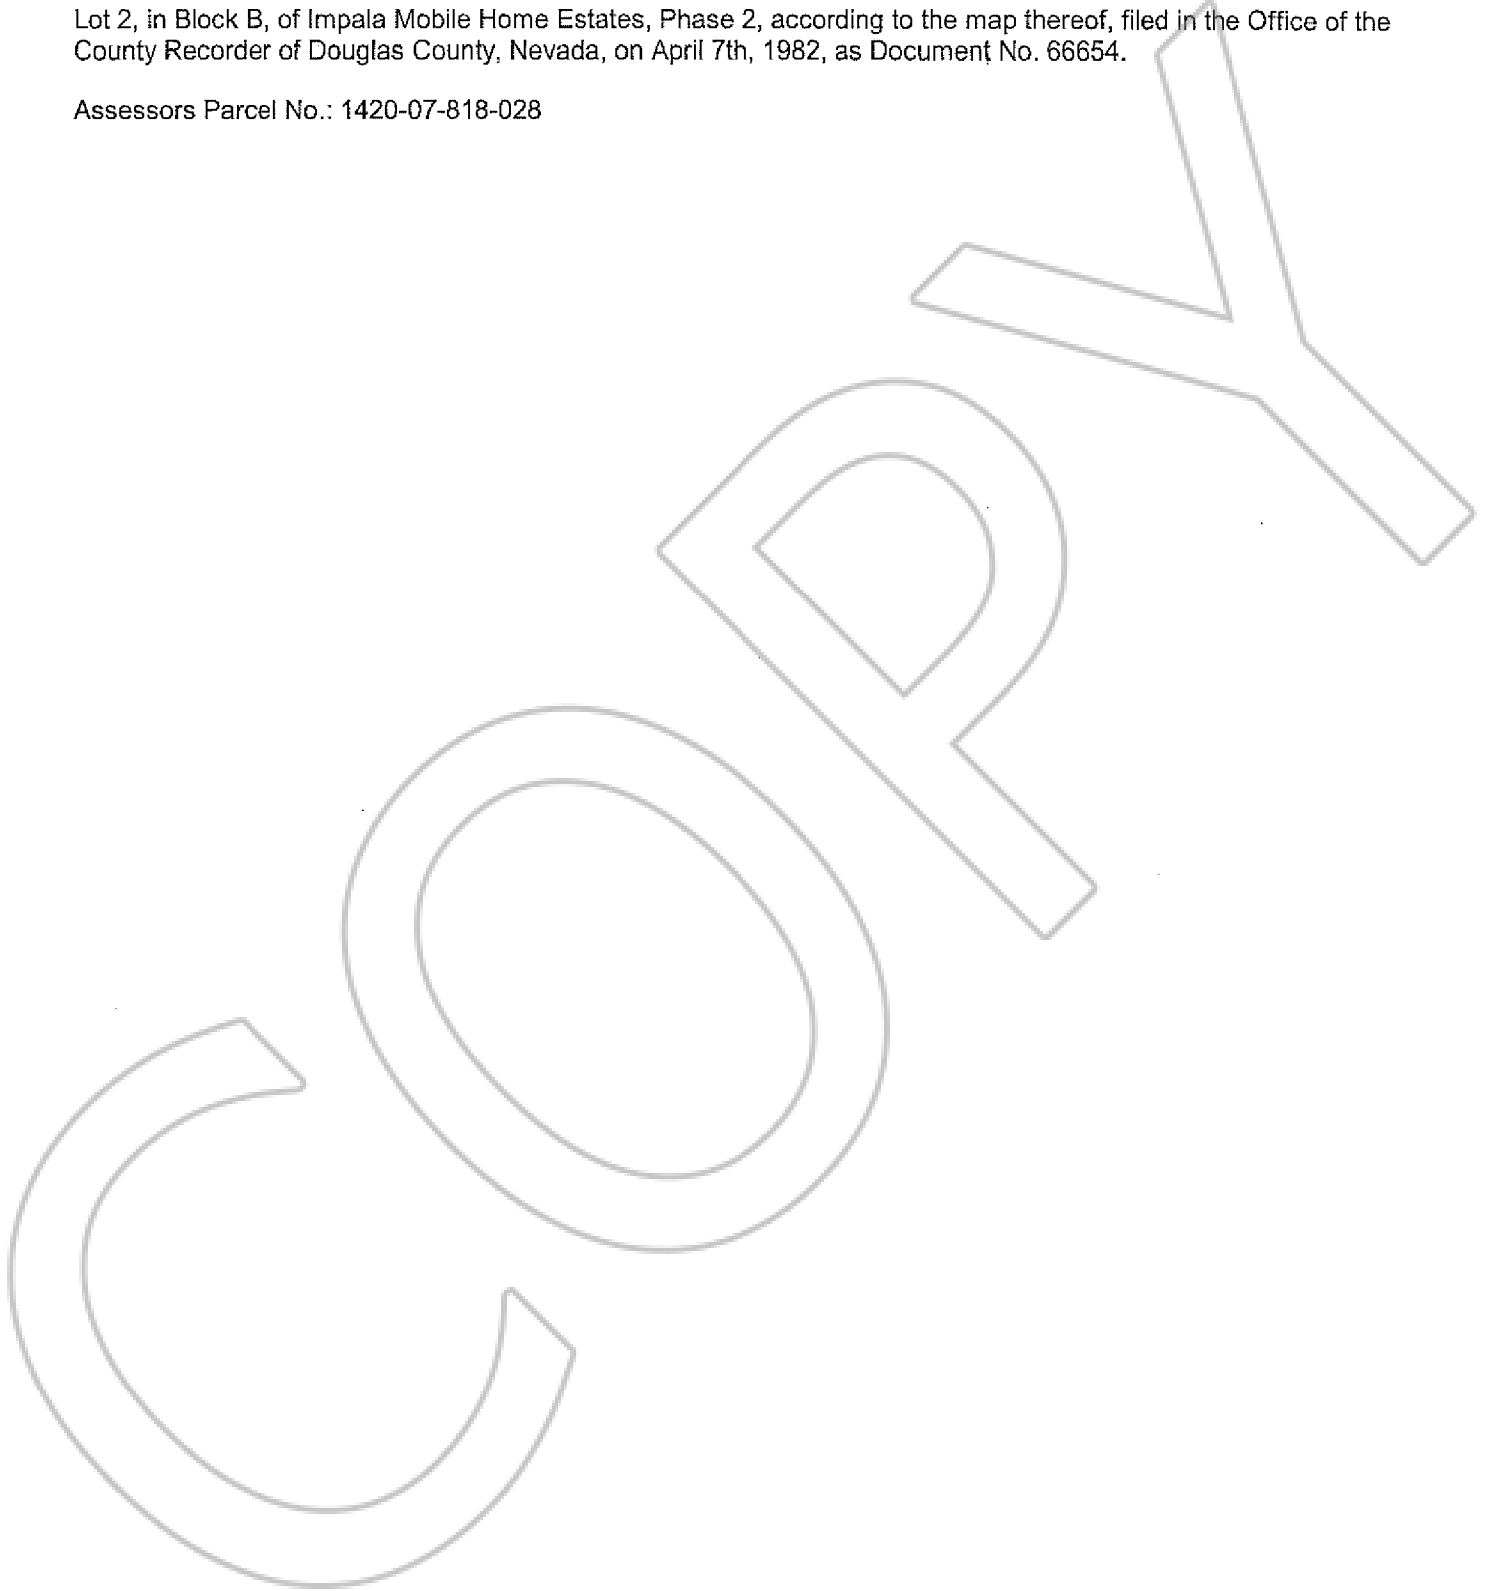 Lot 2, in Block B, of Impala Mobile Home Estates, Phase 2, according to the map thereof, filed in the Office of the
County Recorder of Douglas County, Nevada, on April 7th, 1982, as Document No. 66654.
Assessors Parcel No.: 1420-07-818-028
COPY